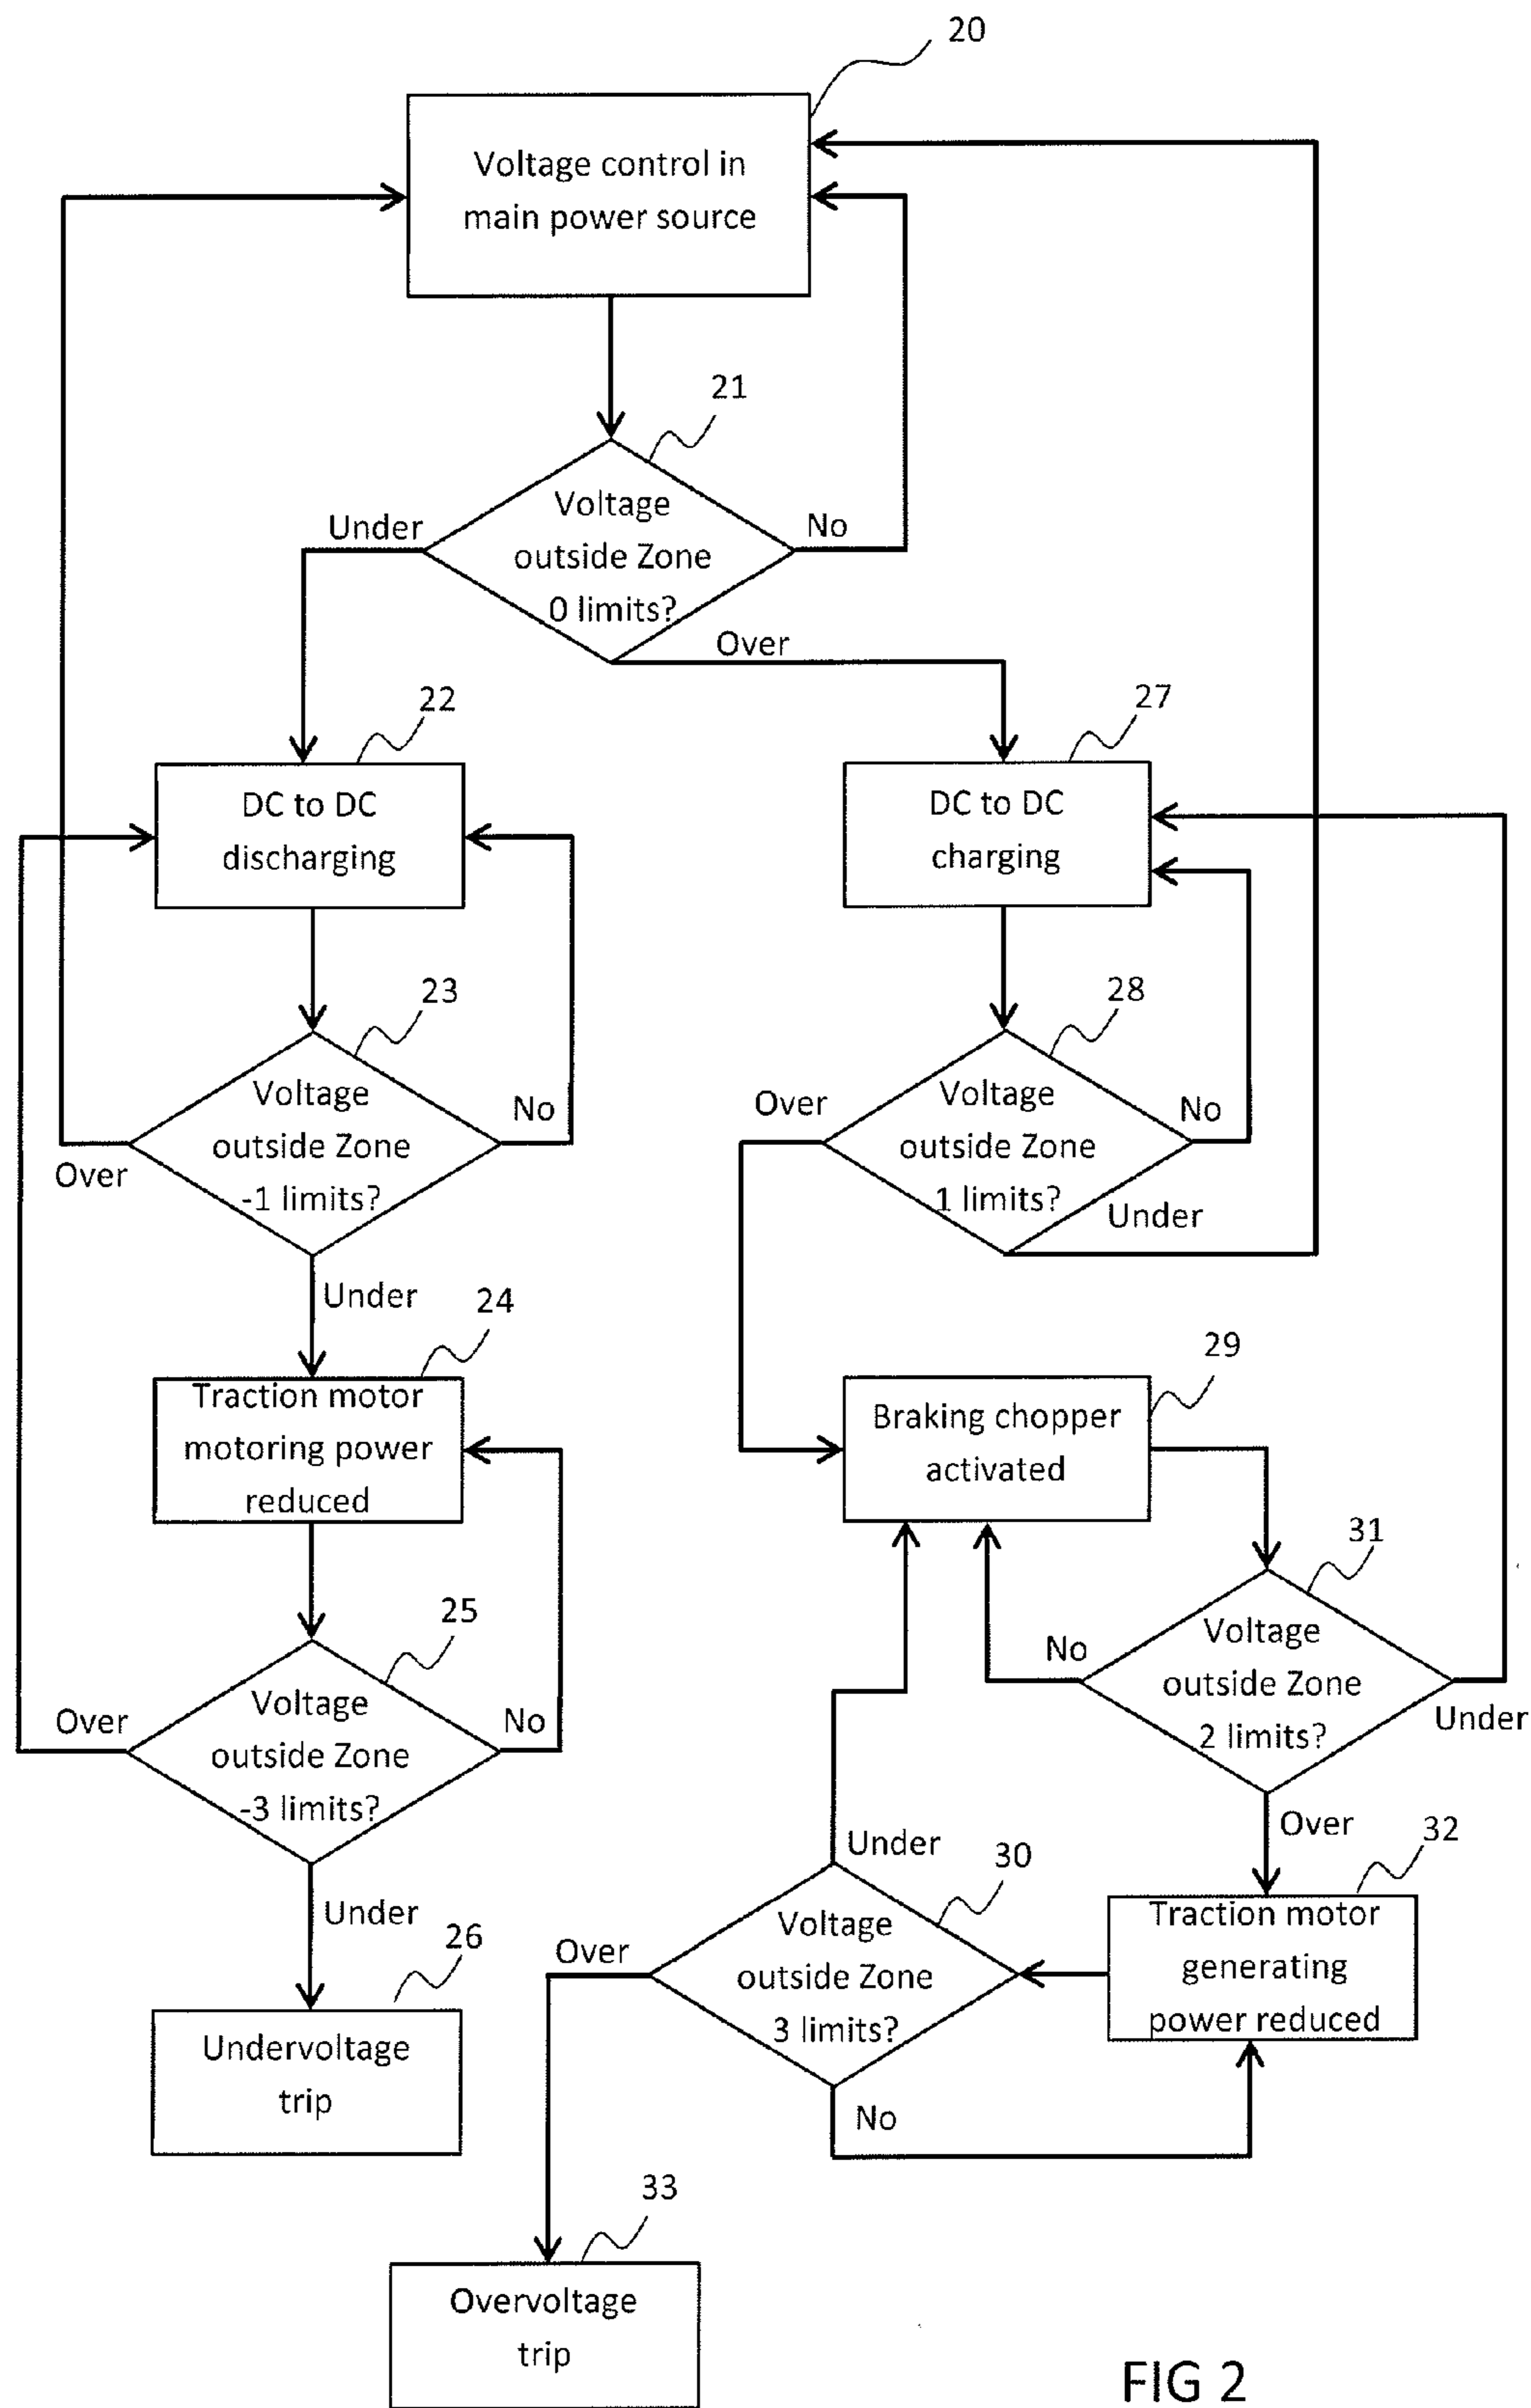 20
Voltage control in
main power source
21
Voltage
outside Zone
0 limits?
Under
No
Over
22
DC to DC
discharging
27
DC to DC
charging
23
Voltage
outside Zone
-1 limits?
No
Over
Under
28
Voltage
outside Zone
1 limits?
Over
No
Under
24
Traction motor
motoring power
reduced
29
Braking chopper
activated
25
Voltage
outside Zone
-3 limits?
Over
No
Under
31
Voltage
outside Zone
2 limits?
No
Under
Over
32
Traction motor
generating
power reduced
30
Voltage
outside Zone
3 limits?
Under
Over
No
26
Undervoltage
trip
33
Overvoltage
trip
FIG 2